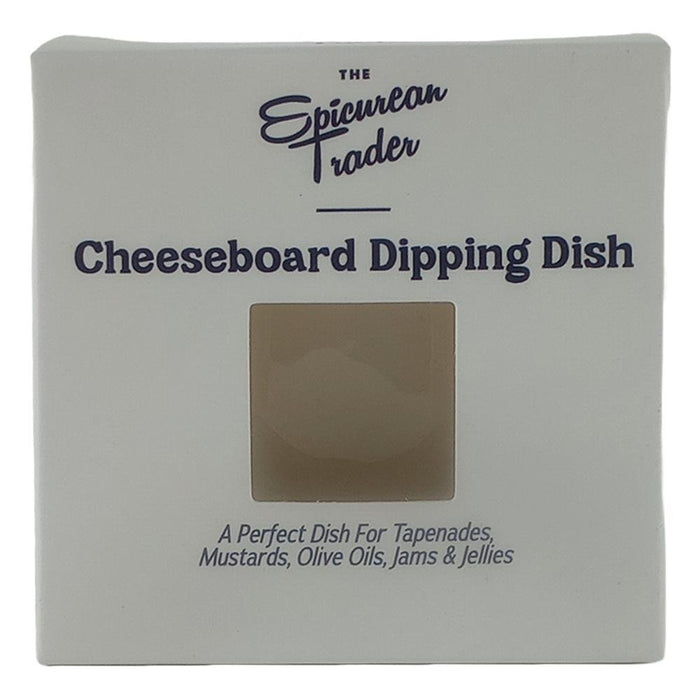 THE
Epicurean
Trader
Cheeseboard Dipping Dish
A Perfect Dish For Tapenades,
Mustards, Olive Oils, Jams & Jellies